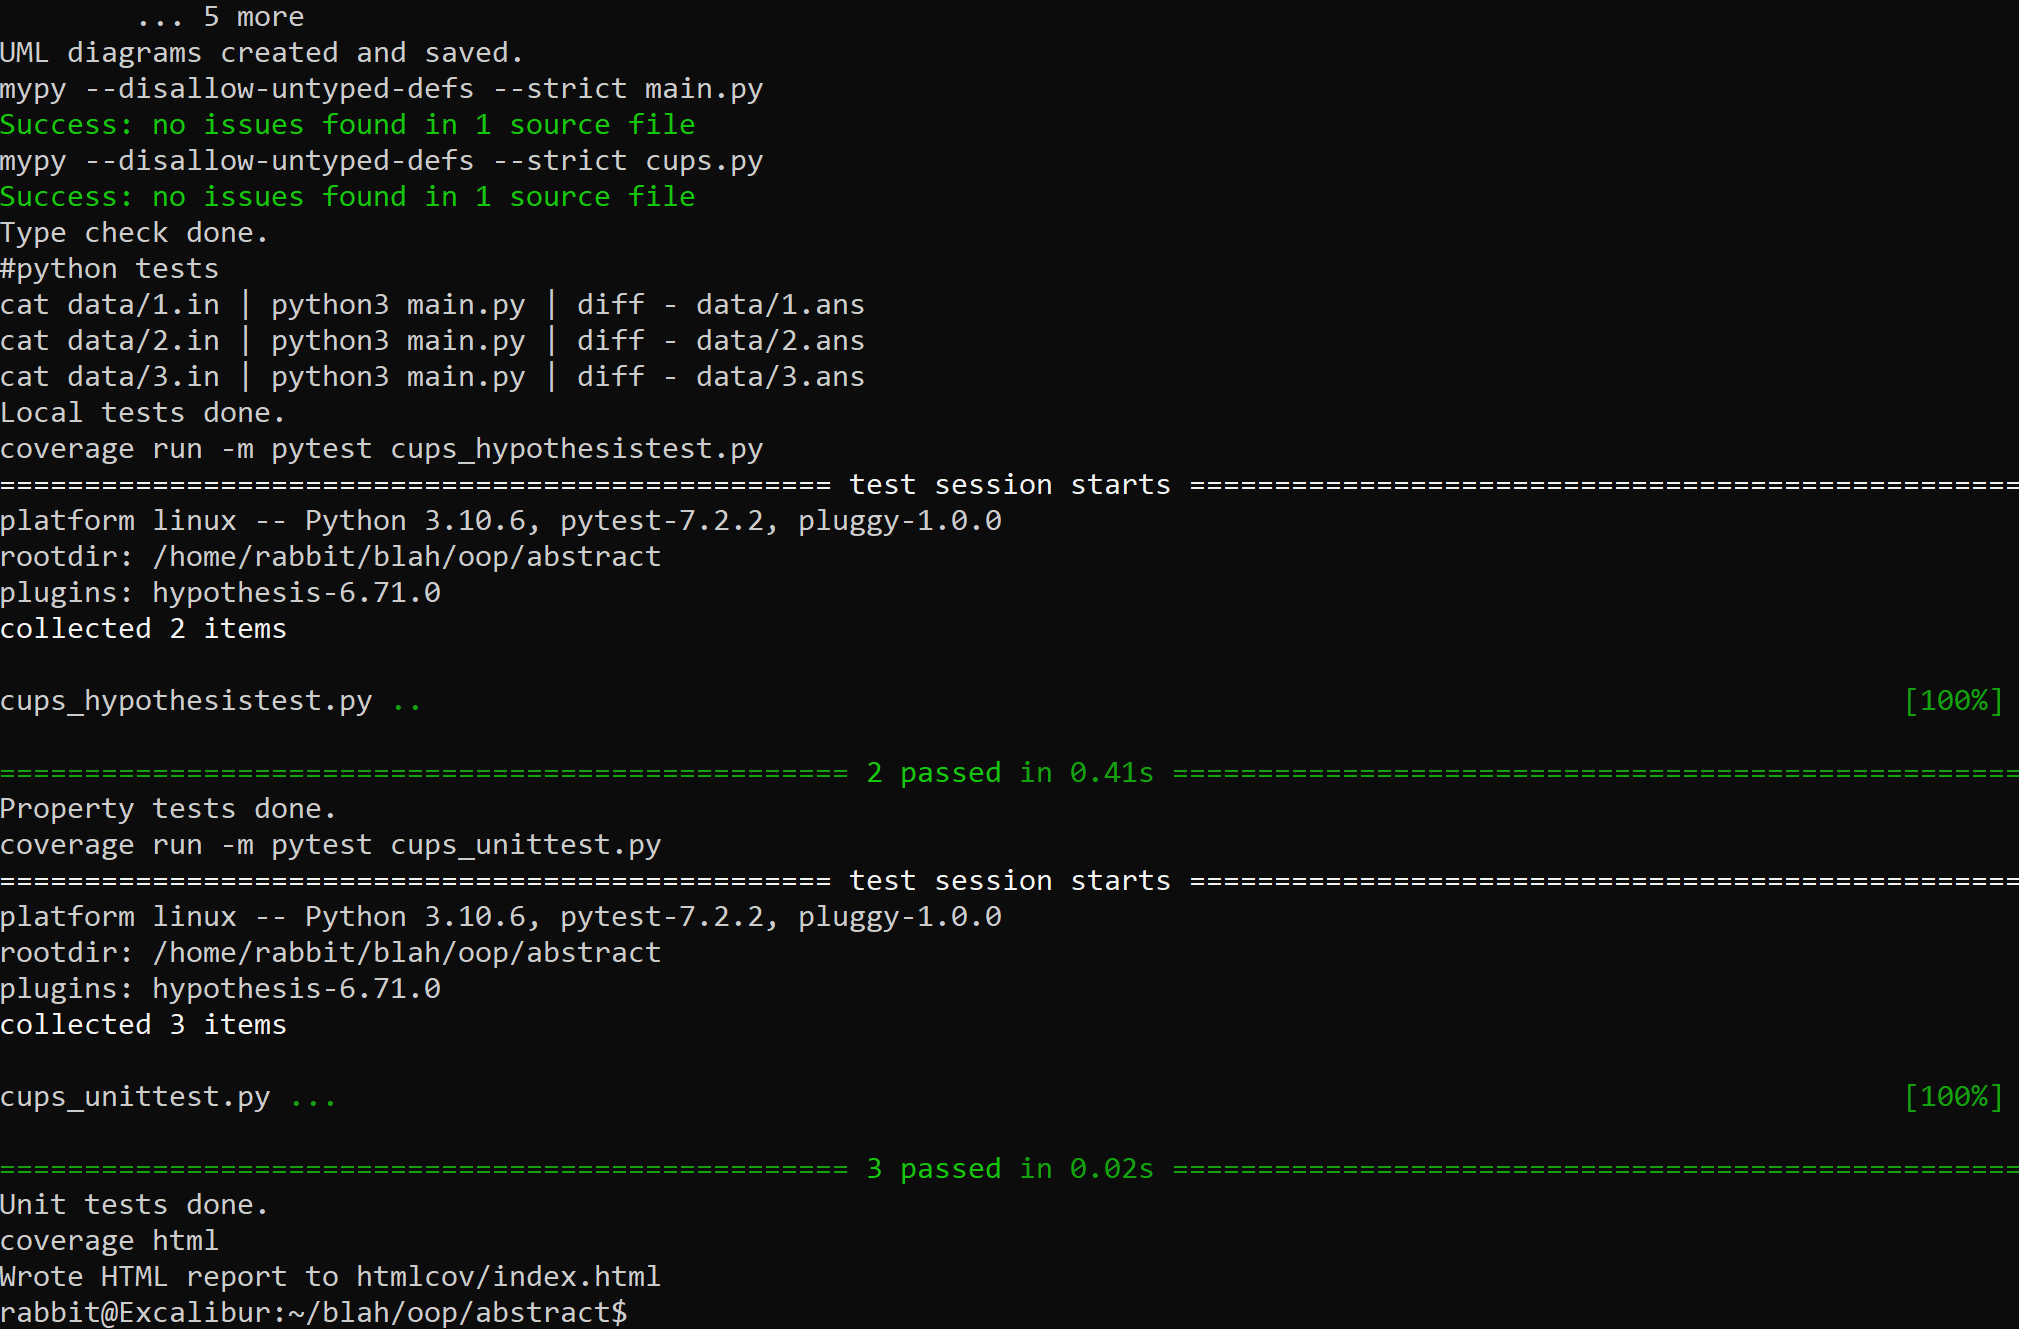 ... 5 more
UML diagrams created and saved.
mypy --disallow-untyped-defs --strict main.py
Success: no issues found in 1 source file
mypy --disallow-untyped-defs --strict cups.py
Success: no issues found in 1 source file
Type check done.
#python tests
cat data/1.in | python3 main.py | diff - data/1.ans
cat data/2.in | python3 main.py | diff - data/2.ans
cat data/3.in | python3 main.py | diff - data/3.ans
Local tests done.
coverage run -m pytest cups_hypothesistest.py
================================================= test session starts =================================================
platform linux -- Python 3.10.6, pytest-7.2.2, pluggy-1.0.0
rootdir: /home/rabbit/blah/oop/abstract
plugins: hypothesis-6.71.0
collected 2 items
cups_hypothesistest.py .. [100%]
================================================== 2 passed in 0.41s ==================================================
Property tests done.
coverage run -m pytest cups_unittest.py
================================================= test session starts =================================================
platform linux -- Python 3.10.6, pytest-7.2.2, pluggy-1.0.0
rootdir: /home/rabbit/blah/oop/abstract
plugins: hypothesis-6.71.0
collected 3 items
cups_unittest.py ... [100%]
================================================== 3 passed in 0.02s ==================================================
Unit tests done.
coverage html
Wrote HTML report to htmlcov/index.html
rabbit@Excalibur:~/blah/oop/abstract$